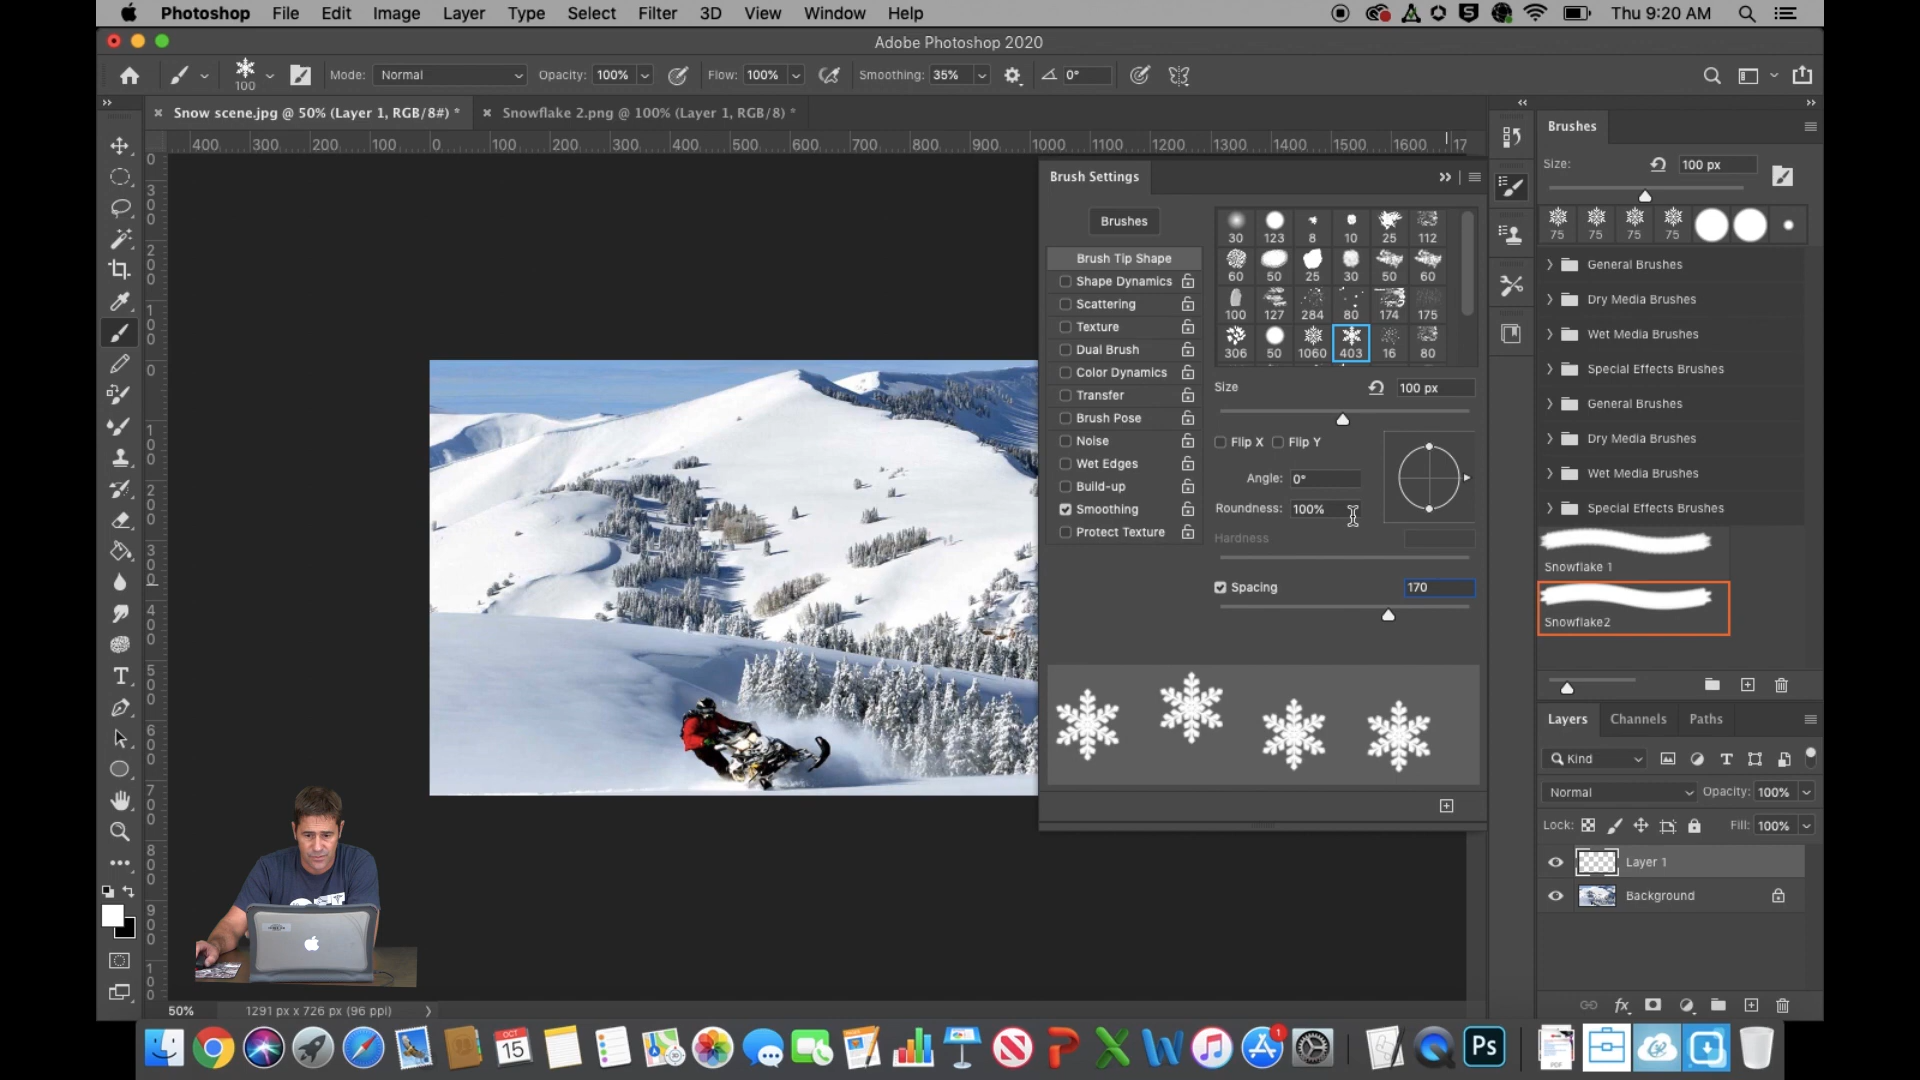 Photoshop File Edit Image Layer Type Select Filter 3D View Window Help Thu 9:20 AM
Adobe Photoshop 2020
100 Mode: Normal Opacity: 100% Flow: 100% Smoothing: 35% 0°
Snow scene.jpg @ 50% (Layer 1, RGB/8#) * Snowflake 2.png @ 100% (Layer 1, RGB/8) *
400 300 200 100 0 100 200 300 400 500 600 700 800 900 1000 1100 1200 1300 1400 1500 1600 17
Brush Settings
Brushes
30 123 8 10 25 112
60 50 25 30 50 60
100 127 284 80 174 175
306 50 1060 403 16 80
Brush Tip Shape
Shape Dynamics
Scattering
Texture
Dual Brush
Color Dynamics
Transfer
Brush Pose
Noise
Wet Edges
Build-up
Smoothing
Protect Texture
Size 100 px
Flip X Flip Y
Angle: 0°
Roundness: 100%
Hardness
Spacing 170
Brushes
Size: 100 px
75 75 75 75
General Brushes
Dry Media Brushes
Wet Media Brushes
Special Effects Brushes
General Brushes
Dry Media Brushes
Wet Media Brushes
Special Effects Brushes
Snowflake 1
Snowflake2
Layers Channels Paths
Kind
Normal Opacity: 100%
Lock: Fill: 100%
Layer 1
Background
50% 1291 px x 726 px (96 ppi)
OCT
15
1
Ps
PDF